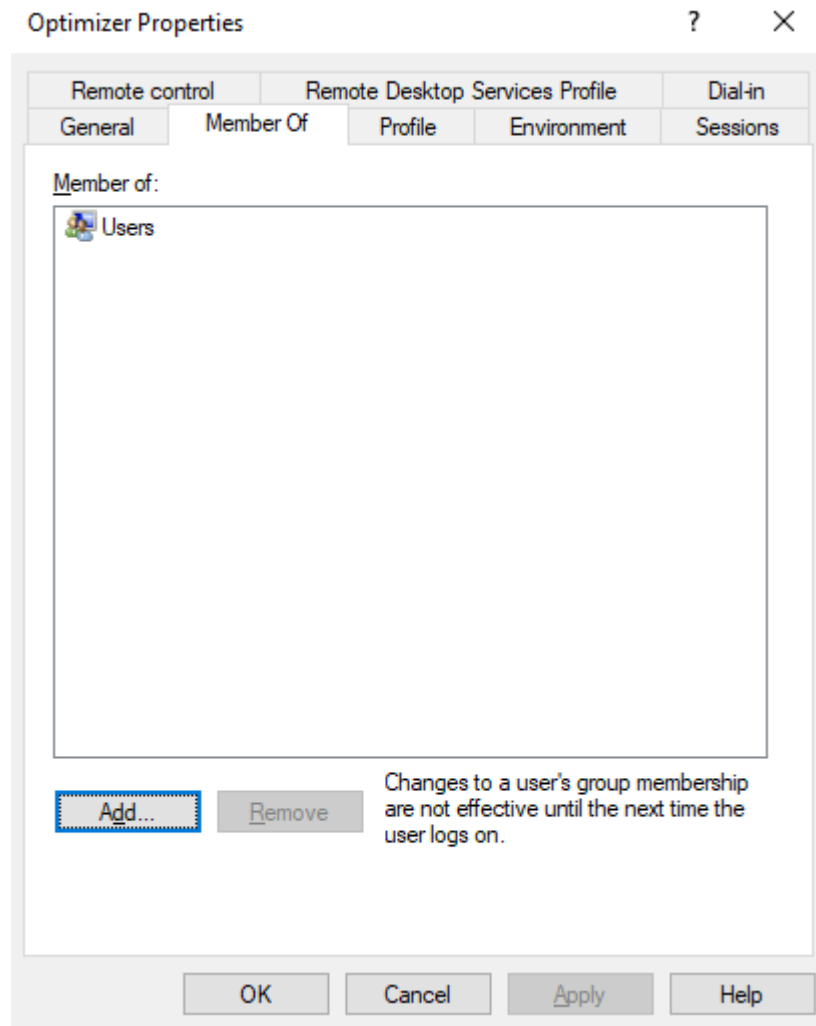 Optimizer Properties
?
Remote control
Remote Desktop Services Profile
Dial-in
General
Member Of
Profile
Environment
Sessions
Member of:
Users
Add...
Remove
Changes to a user's group membership
are not effective until the next time the
user logs on.
OK
Cancel
Apply
Help